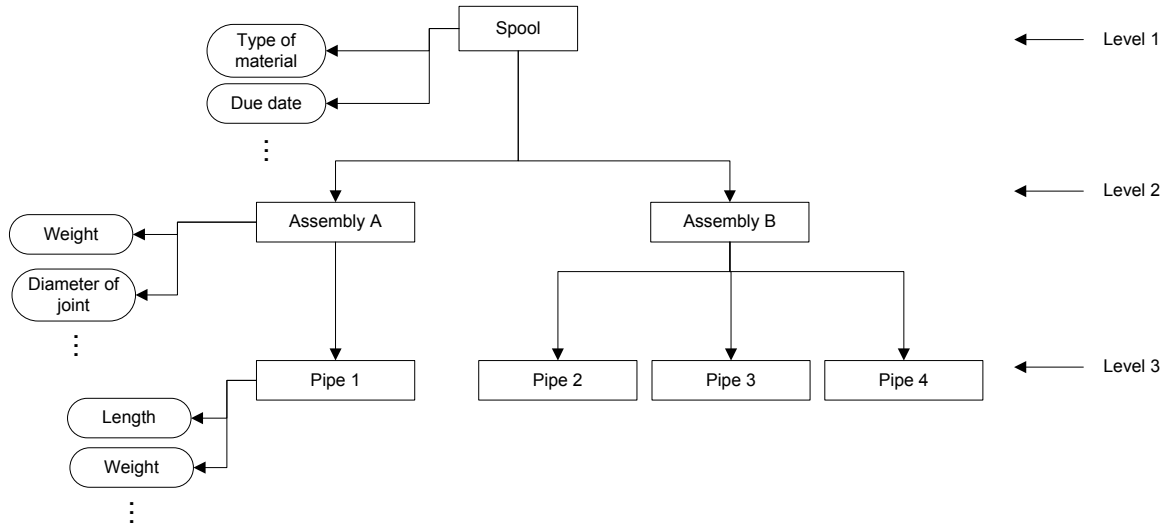 Spool
Type of
material
Level 1
Due date
⋮
Level 2
Assembly A
Assembly B
Weight
Diameter of
joint
⋮
Level 3
Pipe 1
Pipe 2
Pipe 3
Pipe 4
Length
Weight
⋮